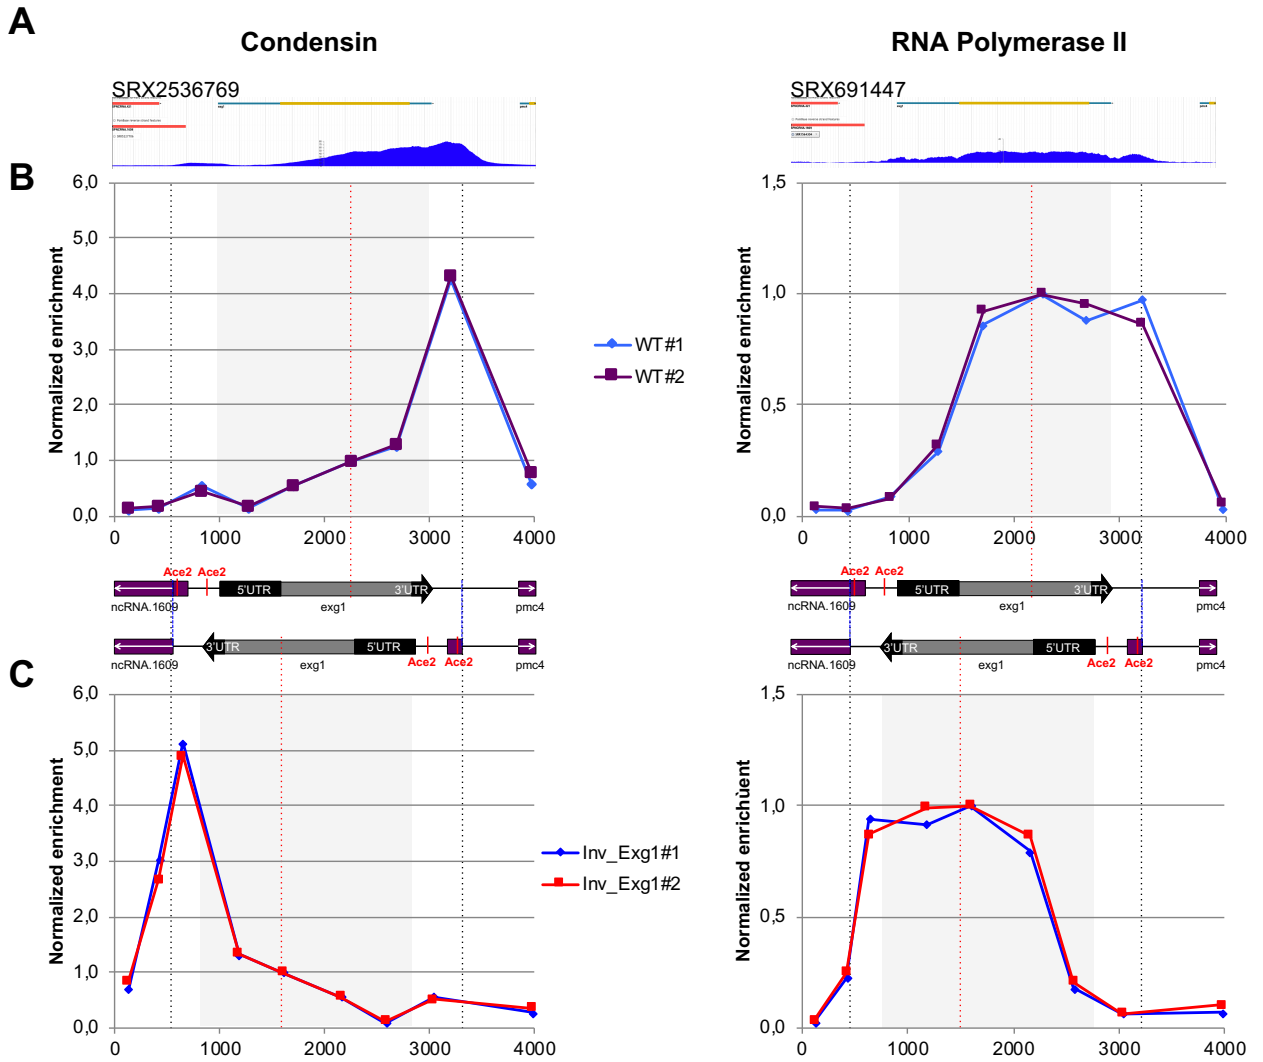 A
Condensin
RNA Polymerase II
SRX2536769
SRX691447
B
6,0
5,0
4,0
3,0
2,0
1,0
0,0
Normalized enrichment
0
1000
2000
3000
4000
WT#1
WT#2
1,5
1,0
0,5
0,0
Normalized enrichment
0
1000
2000
3000
4000
Ace2 Ace2
5'UTR
3'UTR
ncRNA.1609
exg1
pmc4
3'UTR
5'UTR
ncRNA.1609
exg1
Ace2 Ace2
pmc4
Ace2 Ace2
5'UTR
3'UTR
ncRNA.1609
exg1
pmc4
3'UTR
5'UTR
ncRNA.1609
exg1
Ace2 Ace2
pmc4
C
6,0
5,0
4,0
3,0
2,0
1,0
0,0
Normalized enrichment
0
1000
2000
3000
4000
Inv_Exg1#1
Inv_Exg1#2
1,5
1,0
0,5
0,0
Normalized enrichùent
0
1000
2000
3000
4000